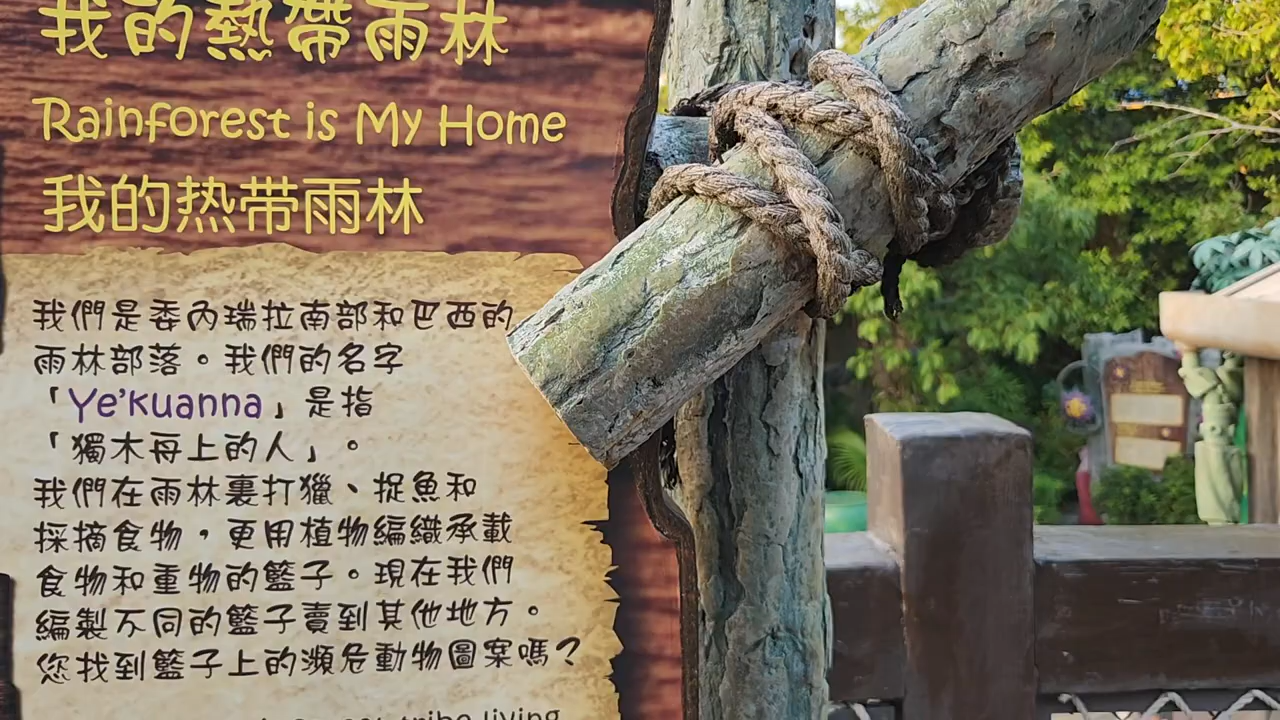 我的熱帶雨林
Rainforest is My Home
我的热带雨林
我們是委內瑞拉南部和巴西的
雨林部落。我們的名字
「Ye'kuanna」是指
「獨木舟上的人」。
我們在雨林裏打獵、捉魚和
採摘食物，更用植物編織承載
食物和重物的籃子。現在我們
編製不同的籃子賣到其他地方。
您找到籃子上的瀕危動物圖案嗎？
tribe living